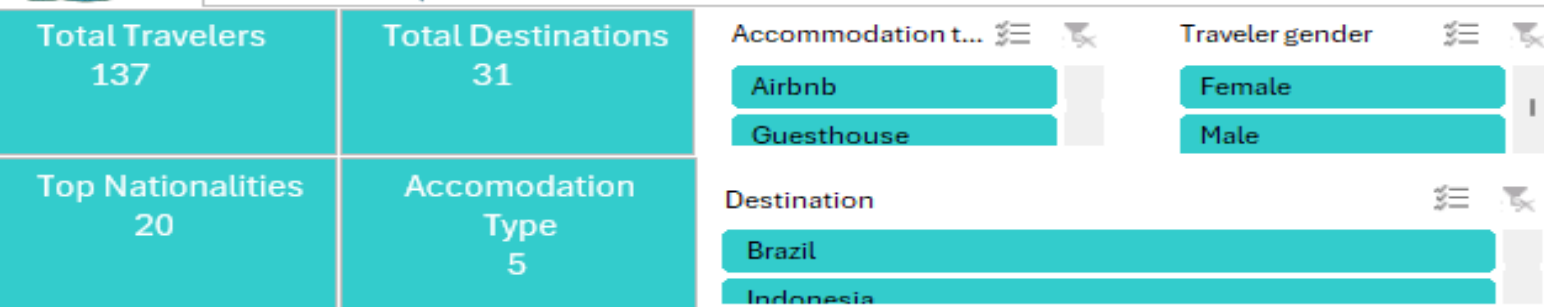 Total Travelers
137
Total Destinations
31
Top Nationalities
20
Accomodation
Type
5
Accommodation t...
Airbnb
Guesthouse
Traveler gender
Female
Male
Destination
Brazil
Indonesia